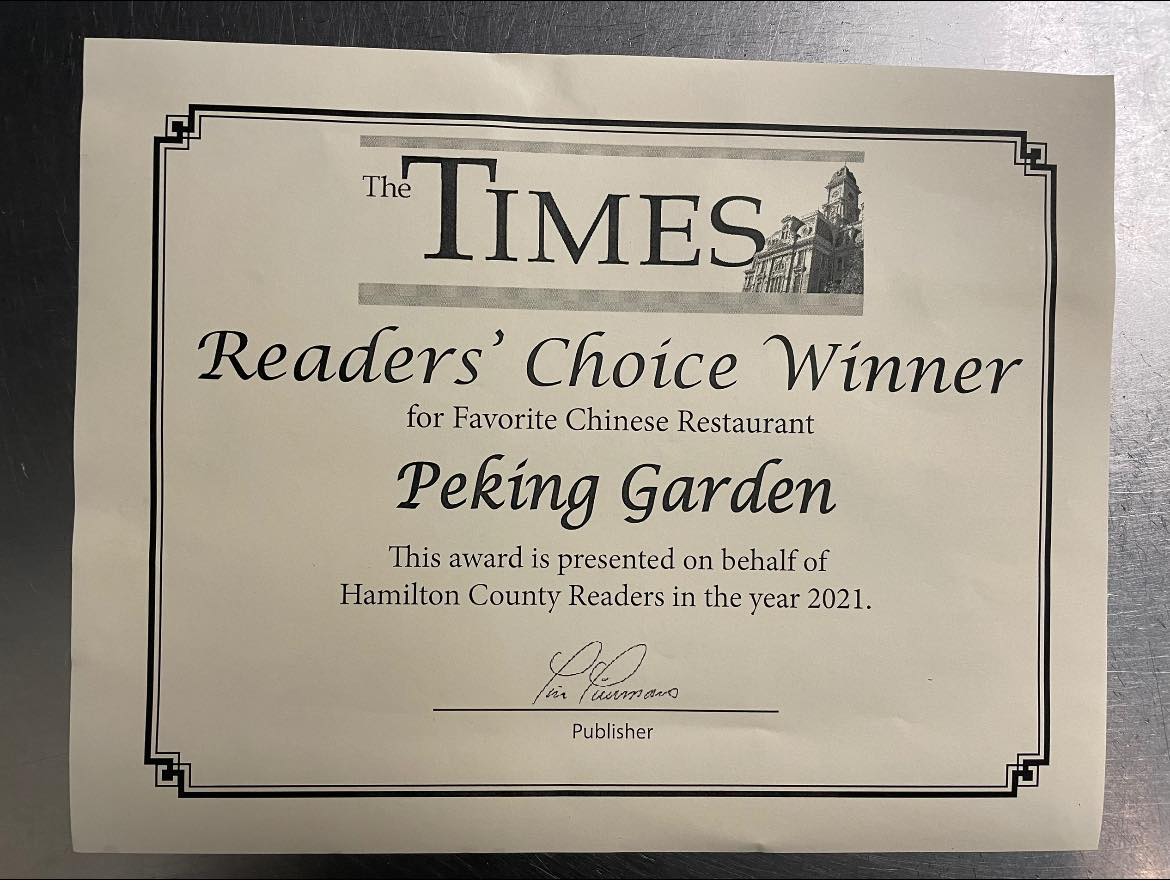 The TIMES
Readers' Choice Winner
for Favorite Chinese Restaurant
Peking Garden
This award is presented on behalf of
Hamilton County Readers in the year 2021.
Publisher